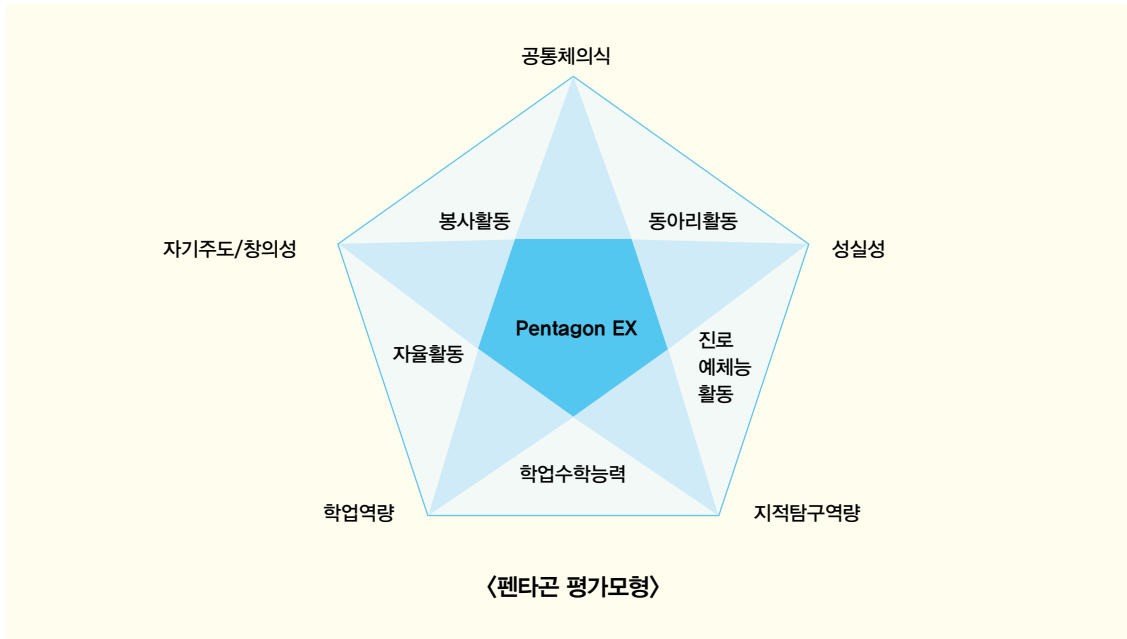 공통체의식
봉사활동
동아리활동
자기주도/창의성
성실성
Pentagon EX
자율활동
진로
예체능
활동
학업수학능력
학업역량
지적탐구역량
〈펜타곤 평가모형〉